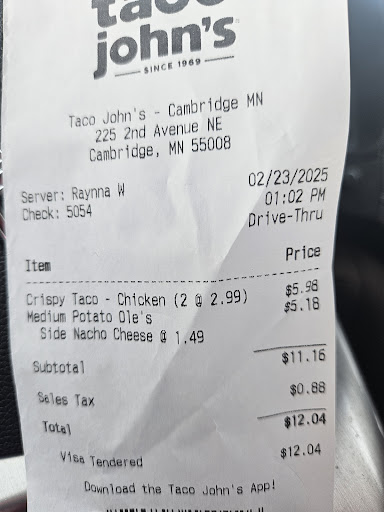 taco
john's
SINCE 1969
Taco John's - Cambridge MN
225 2nd Avenue NE
Cambridge, MN 55008
Server: Raynna W 02/23/2025
Check: 5054 01:02 PM
Drive-Thru
Item Price
Crispy Taco - Chicken (2 @ 2.99) $5.98
Medium Potato Ole's $5.18
Side Nacho Cheese @ 1.49
Subtotal $11.16
Sales Tax $0.88
Total $12.04
Visa Tendered $12.04
Download the Taco John's App!